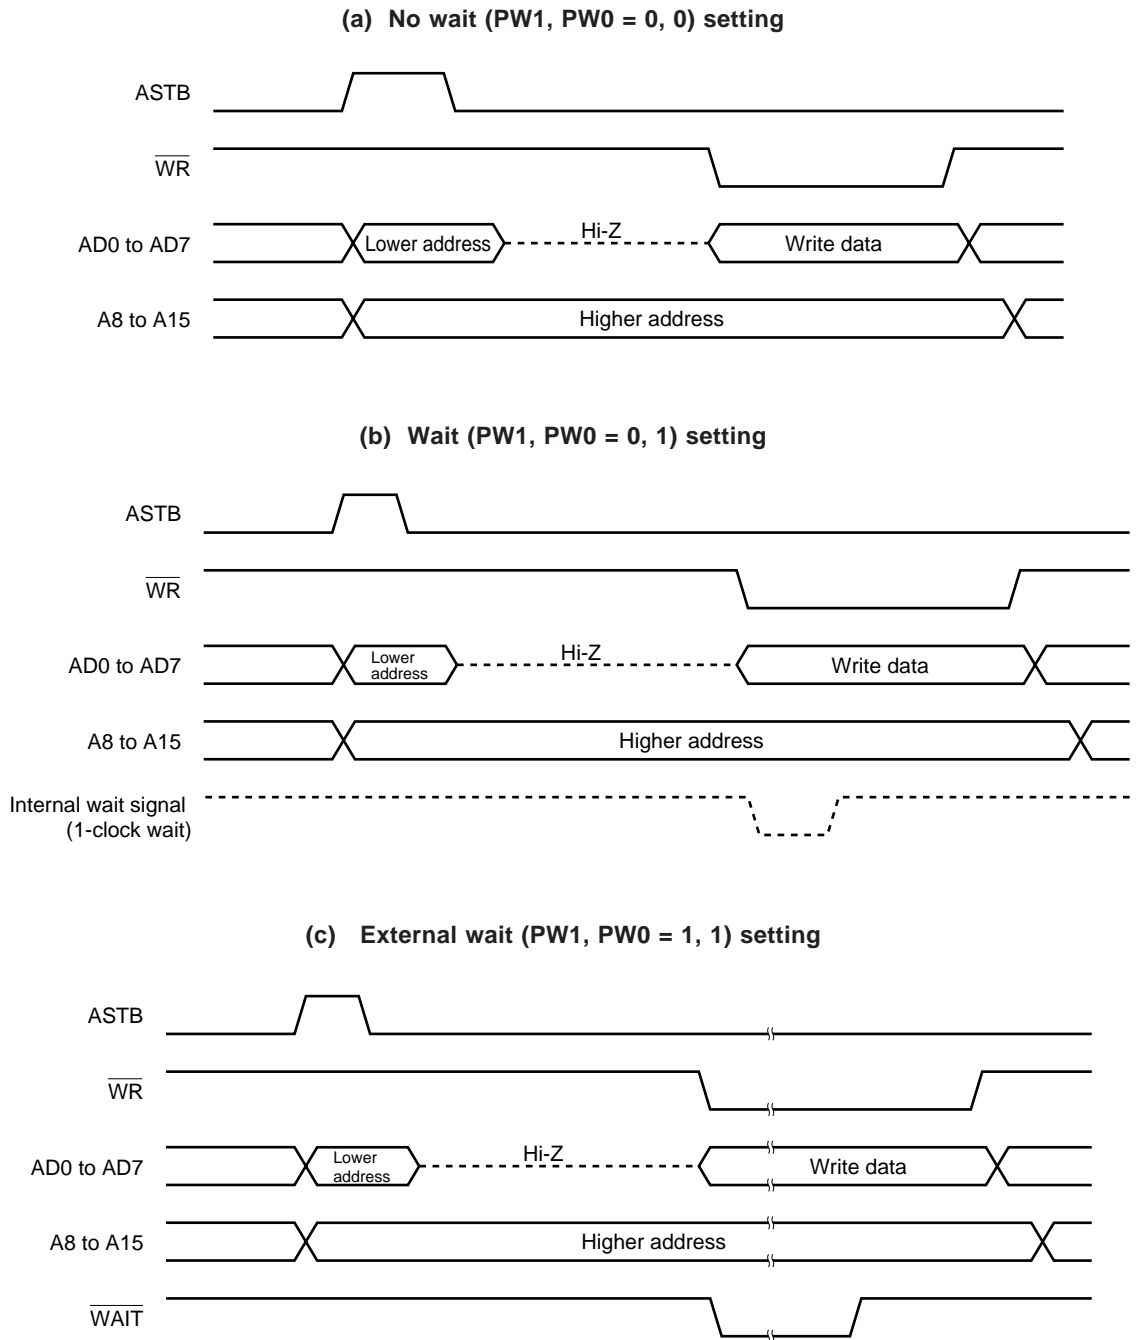 (a) No wait (PW1, PW0 = 0, 0) setting
ASTB
WR
AD0 to AD7
Lower address
Hi-Z
Write data
A8 to A15
Higher address
(b) Wait (PW1, PW0 = 0, 1) setting
ASTB
WR
AD0 to AD7
Lower
address
Hi-Z
Write data
A8 to A15
Higher address
Internal wait signal
(1-clock wait)
(c) External wait (PW1, PW0 = 1, 1) setting
ASTB
WR
AD0 to AD7
Lower
address
Hi-Z
Write data
A8 to A15
Higher address
WAIT